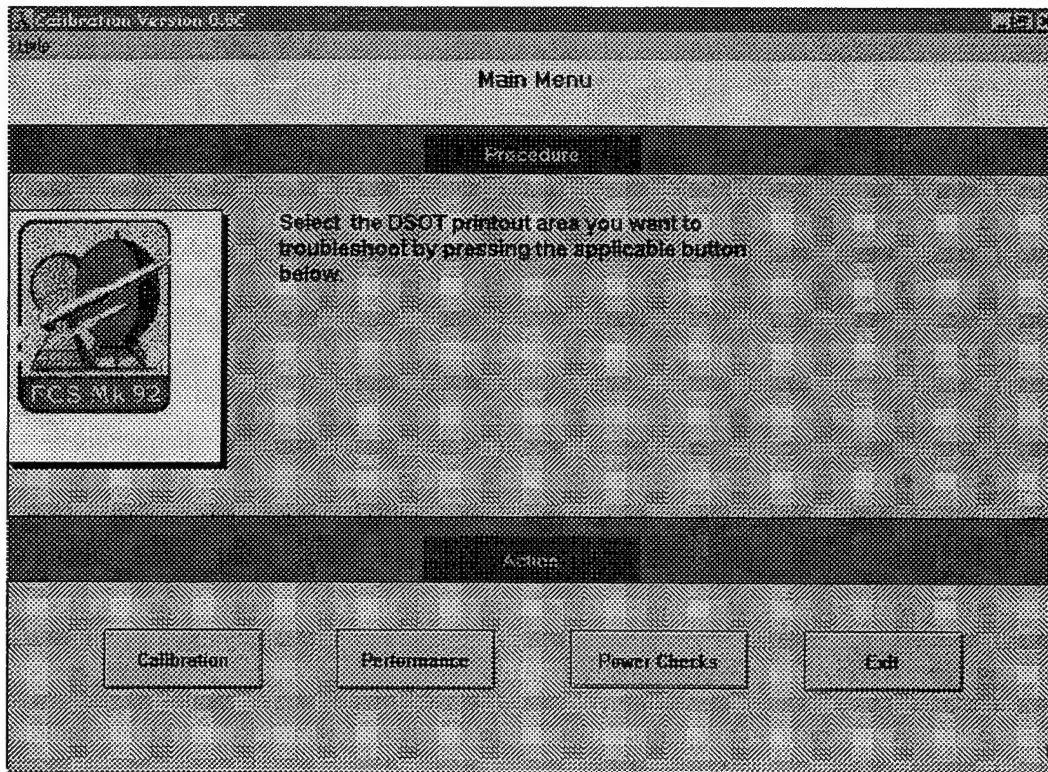 Calibration Version 0.6C
Help
Main Menu
Procedure
Select the DSOT printout area you want to
troubleshoot by pressing the applicable button
below.
FCS Mk 92
Action
Calibration
Performance
Power Checks
Exit